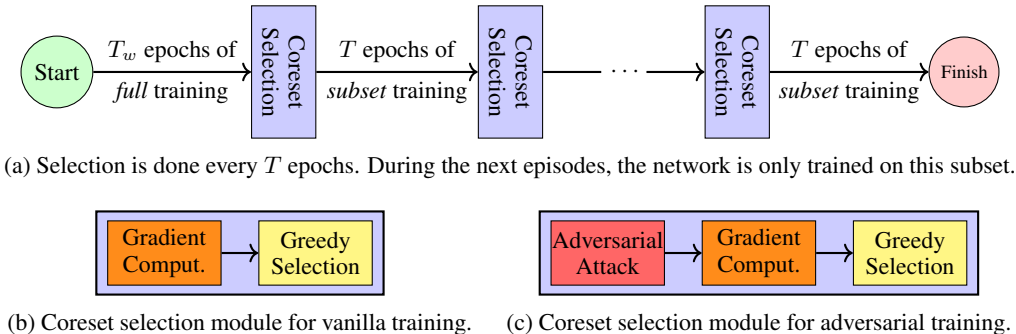 Start
T_w epochs of
full training
Coreset
Selection
T epochs of
subset training
Coreset
Selection
· · ·
Coreset
Selection
T epochs of
subset training
Finish
(a) Selection is done every T epochs. During the next episodes, the network is only trained on this subset.
Gradient
Comput.
Greedy
Selection
(b) Coreset selection module for vanilla training.
Adversarial
Attack
Gradient
Comput.
Greedy
Selection
(c) Coreset selection module for adversarial training.